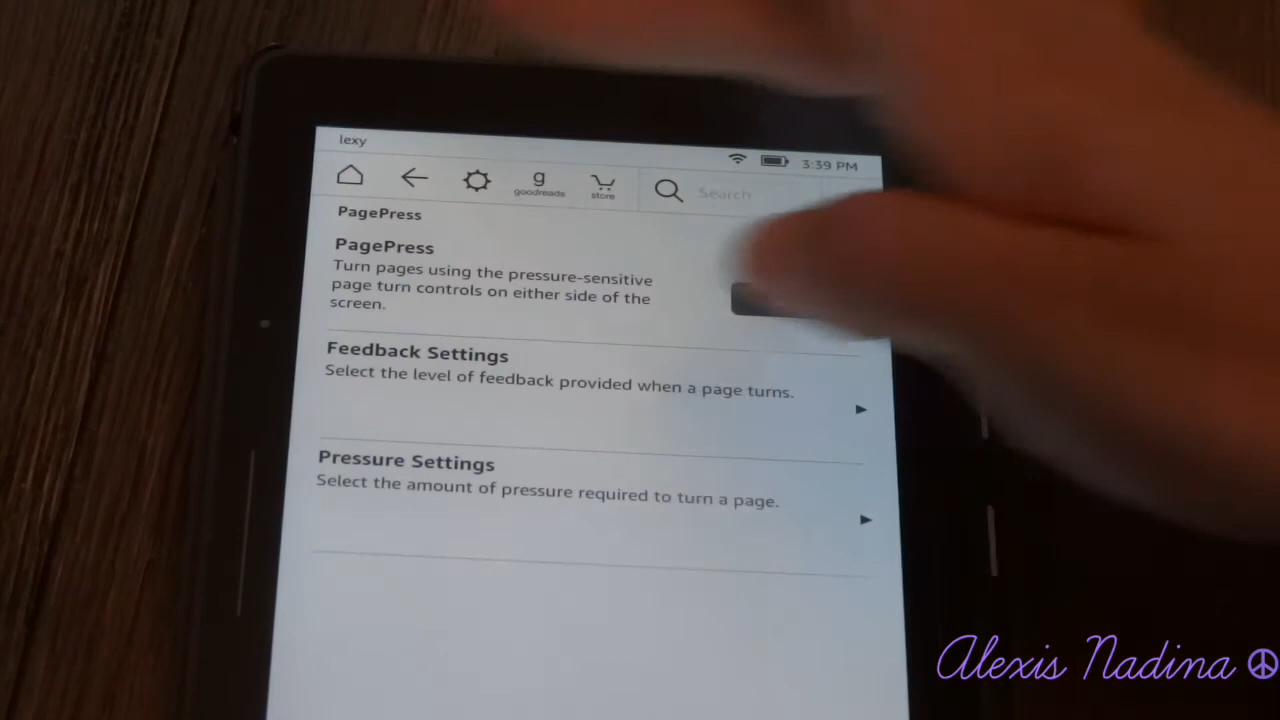 lexy
3:39 PM
goodreads
store
Search
PagePress
PagePress
Turn pages using the pressure-sensitive
page turn controls on either side of the
screen.
Feedback Settings
Select the level of feedback provided when a page turns.
Pressure Settings
Select the amount of pressure required to turn a page.
Alexis Nadina